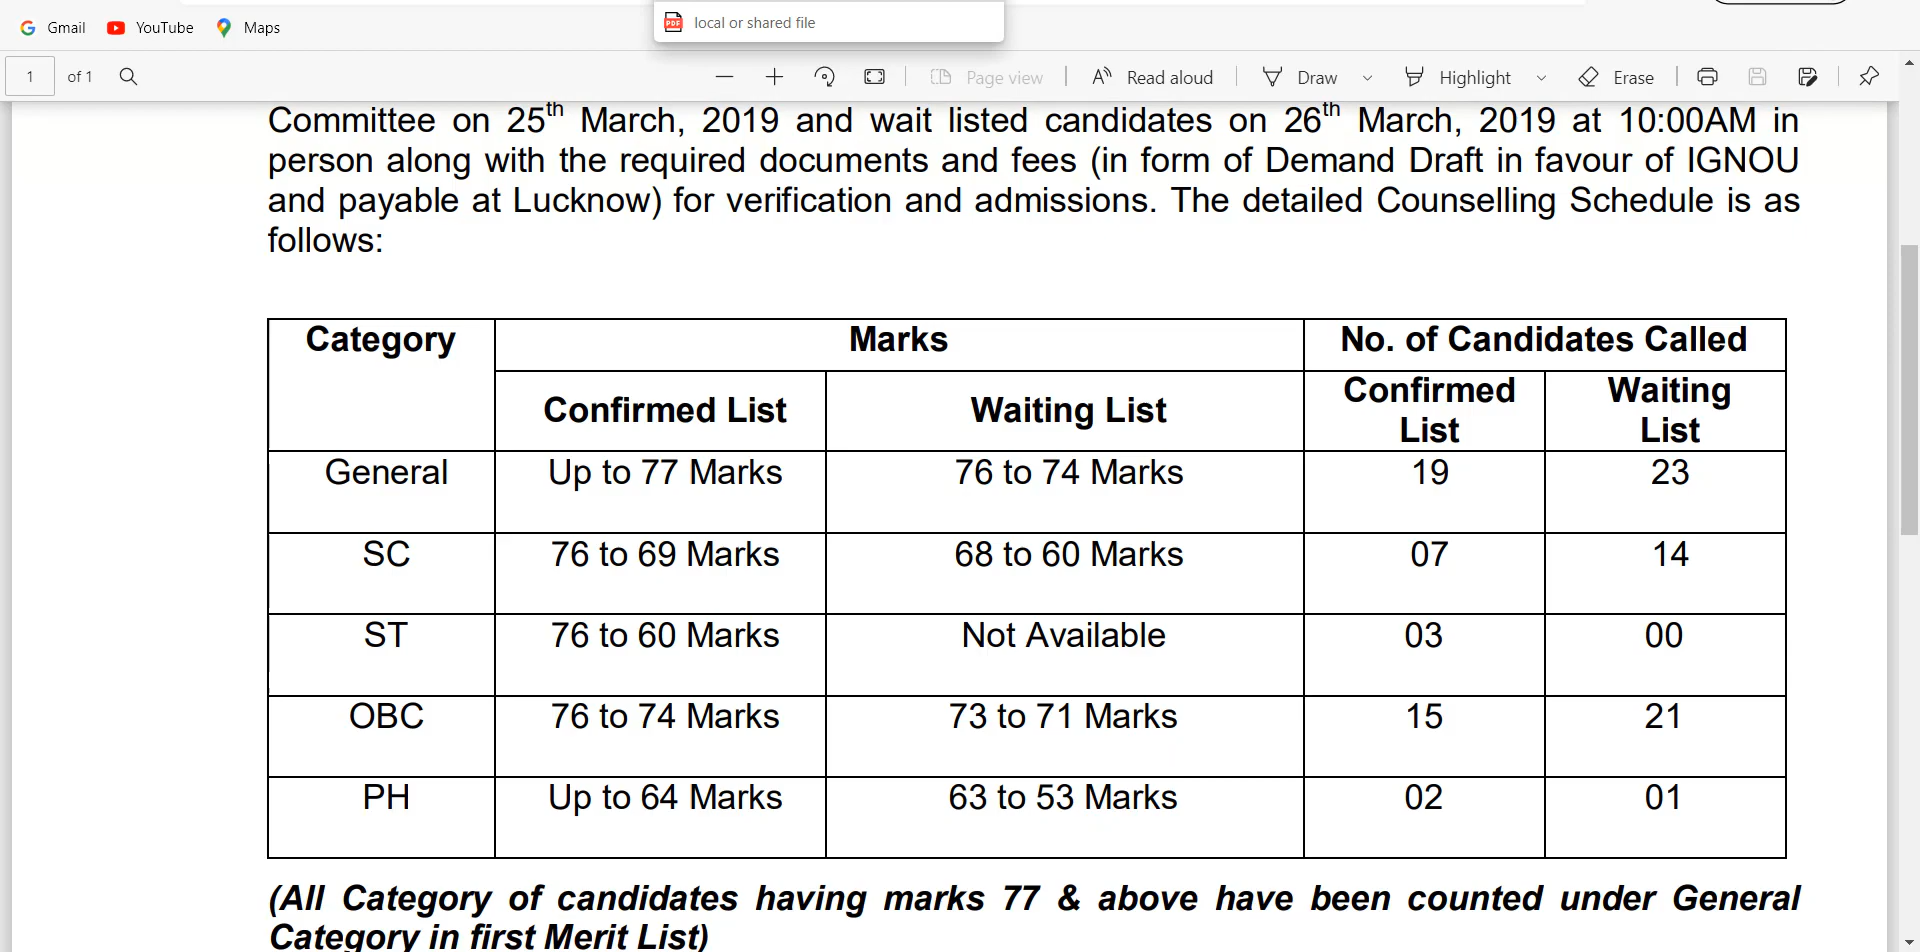 local or shared file
Gmail YouTube Maps
1 of 1 Page view Read aloud Draw Highlight Erase
Committee on 25th March, 2019 and wait listed candidates on 26th March, 2019 at 10:00AM in
person along with the required documents and fees (in form of Demand Draft in favour of IGNOU
and payable at Lucknow) for verification and admissions. The detailed Counselling Schedule is as
follows:
Category Marks No. of Candidates Called
Confirmed List Waiting List Confirmed List Waiting List
General Up to 77 Marks 76 to 74 Marks 19 23
SC 76 to 69 Marks 68 to 60 Marks 07 14
ST 76 to 60 Marks Not Available 03 00
OBC 76 to 74 Marks 73 to 71 Marks 15 21
PH Up to 64 Marks 63 to 53 Marks 02 01
(All Category of candidates having marks 77 & above have been counted under General
Category in first Merit List)